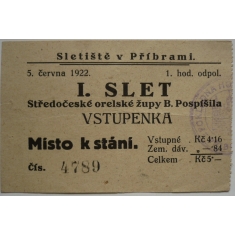 Sletiště v Příbrami.
5. června 1922. 1. hod. odpol.
I. SLET
Středočeské orelské župy B. Pospíšila
VSTUPENKA
Místo k stání. Vstupné Kč 4·16
Zem. dáv. „ —·84
čís. 4789 Celkem Kč 5·—